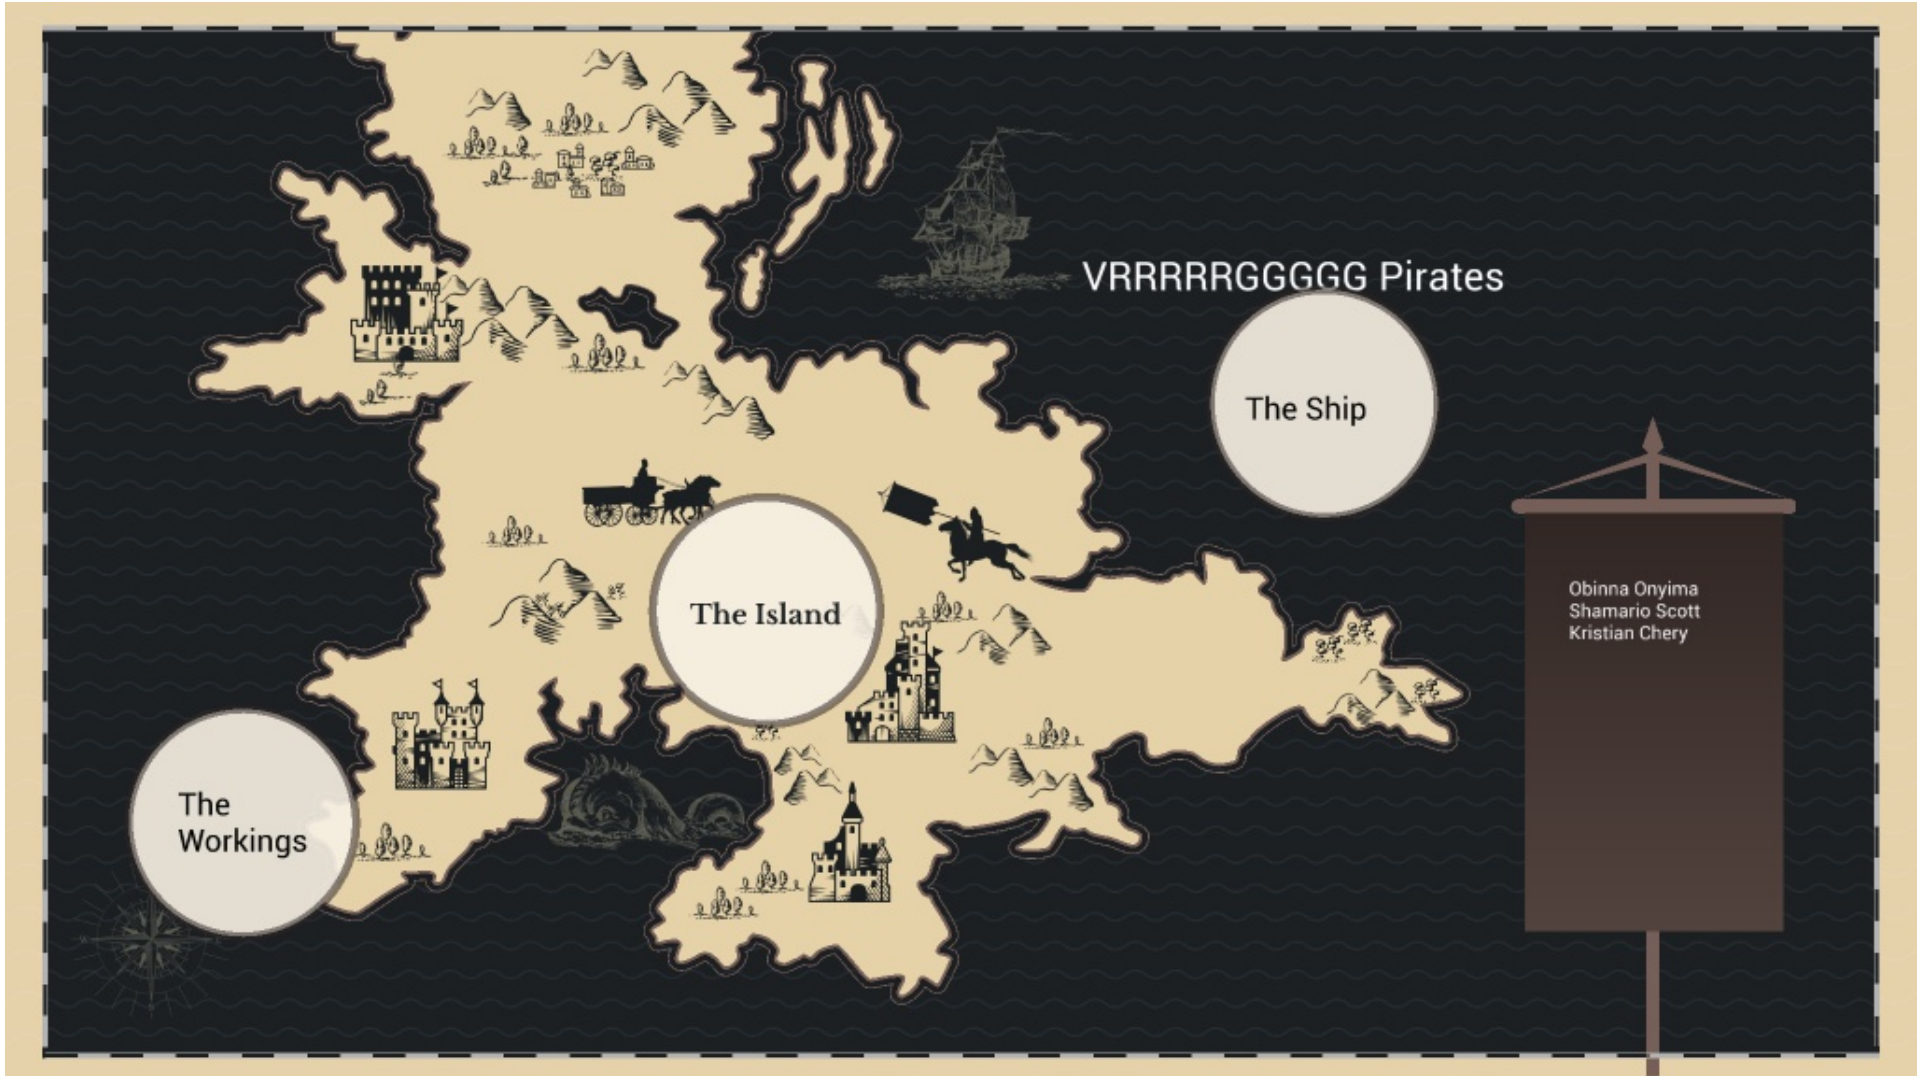 VRRRRRGGGGG Pirates
The Ship
Obinna Onyima
Shamario Scott
Kristian Chery
The Island
The
Workings